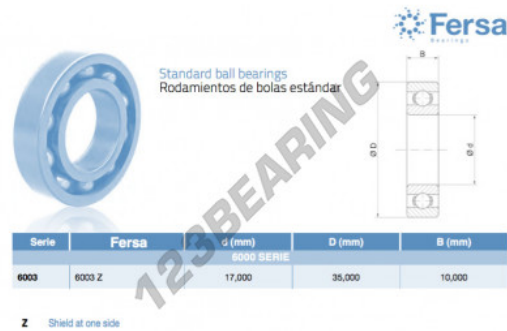 Fersa
Bearings
B
Standard ball bearings
Rodamientos de bolas estándar
Ø D
Ø d
123BEARING
Serie Fersa d (mm) D (mm) B (mm)
6000 SERIE
6003 6003 Z 17,000 35,000 10,000
Z Shield at one side